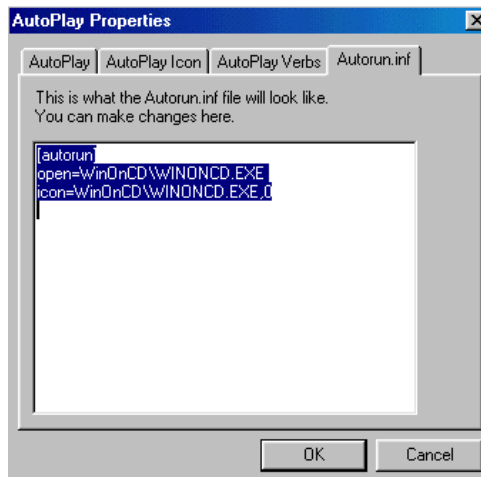 AutoPlay Properties
AutoPlay AutoPlay Icon AutoPlay Verbs Autorun.inf
This is what the Autorun.inf file will look like.
You can make changes here.
[autorun]
open=WinOnCD\WINONCD.EXE
icon=WinOnCD\WINONCD.EXE,0
OK Cancel